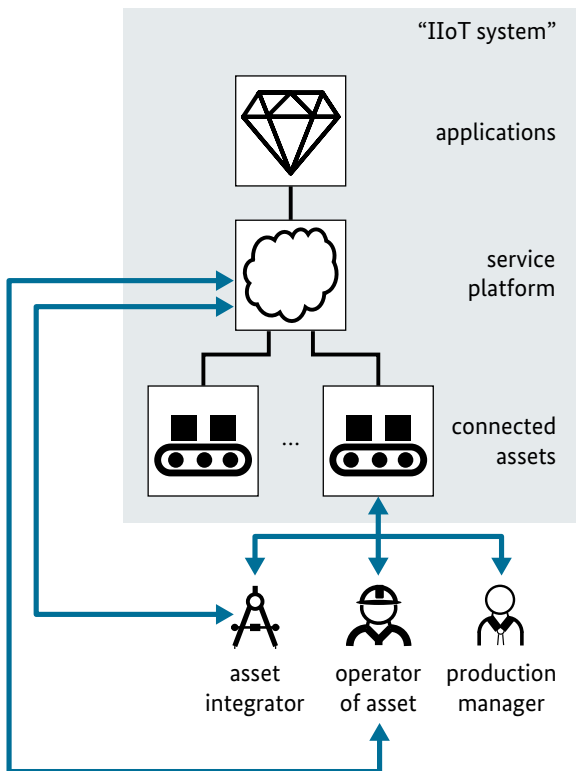 “IIoT system”
applications
service
platform
connected
assets
...
asset
integrator
operator
of asset
production
manager